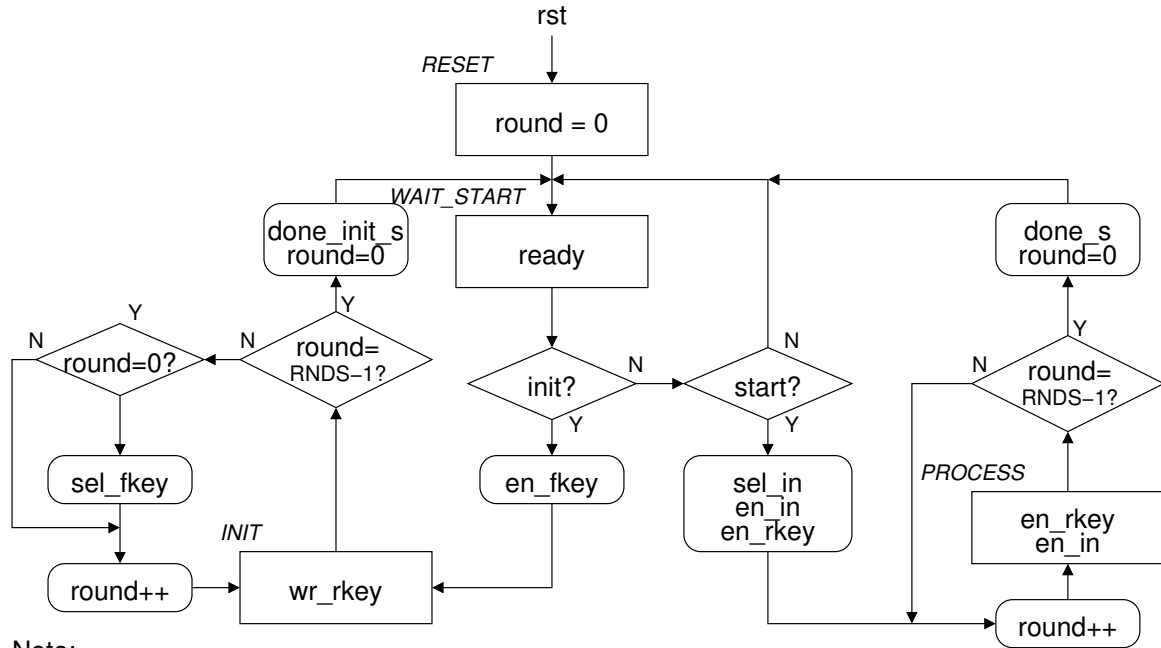 rst
RESET
round = 0
WAIT_START
ready
done_init_s
round=0
done_s
round=0
Y
N
round=0?
N
Y
round=
RNDS−1?
init?
N
Y
N
start?
Y
N
Y
round=
RNDS−1?
sel_fkey
en_fkey
sel_in
en_in
en_rkey
PROCESS
en_rkey
en_in
INIT
round++
wr_rkey
round++
Note: